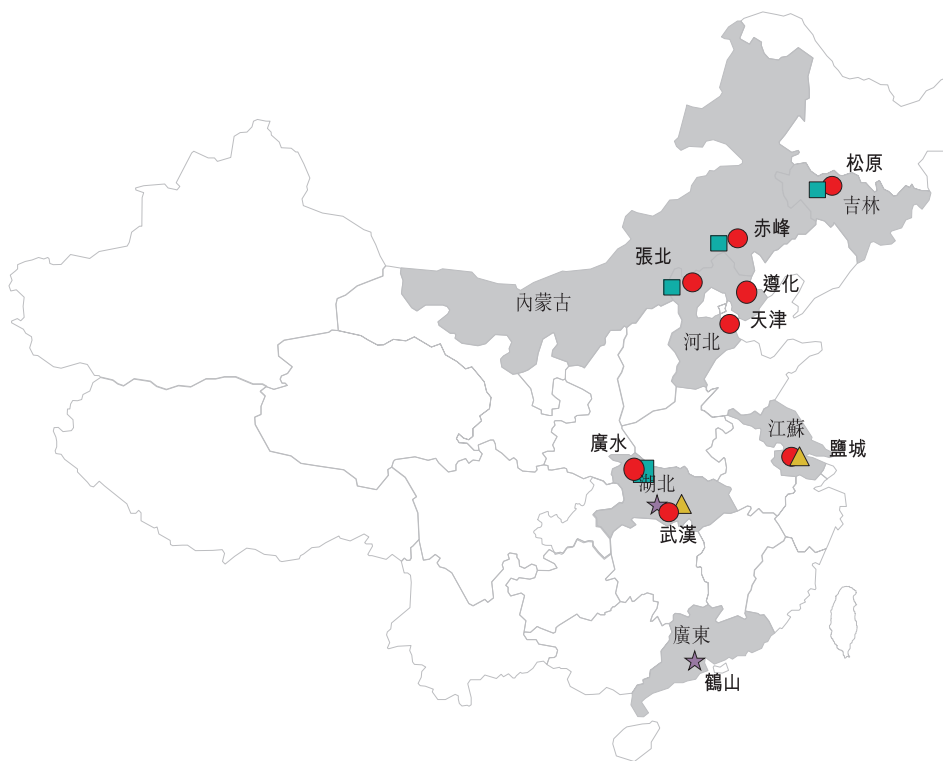 松原
吉林
赤峰
張北
遵化
內蒙古
天津
河北
江蘇
廣水
鹽城
湖北
武漢
廣東
鶴山